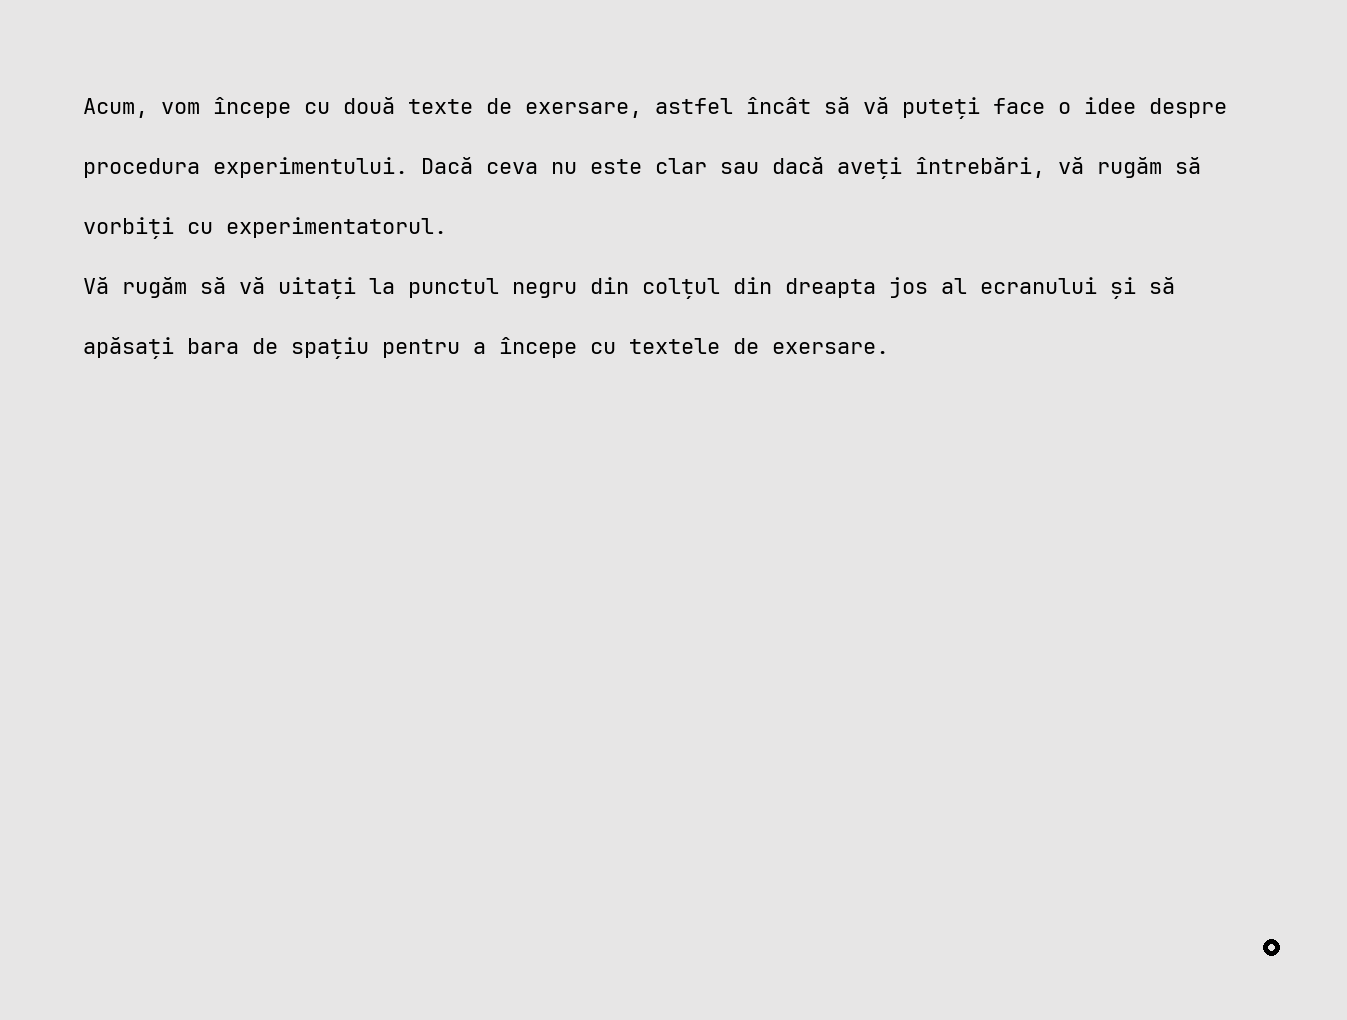 Acum, vom începe cu două texte de exersare, astfel încât să vă puteți face o idee despre
procedura experimentului. Dacă ceva nu este clar sau dacă aveți întrebări, vă rugăm să
vorbiți cu experimentatorul.
Vă rugăm să vă uitați la punctul negru din colțul din dreapta jos al ecranului și să
apăsați bara de spațiu pentru a începe cu textele de exersare.